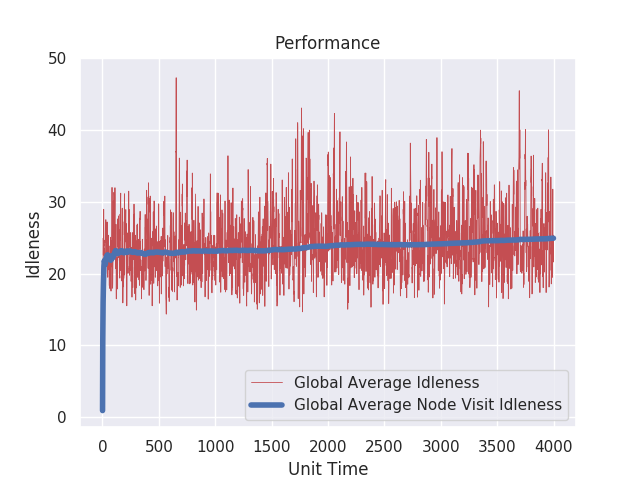 Performance
Idleness
50
40
30
20
10
0
0 500 1000 1500 2000 2500 3000 3500 4000
Unit Time
Global Average Idleness
Global Average Node Visit Idleness